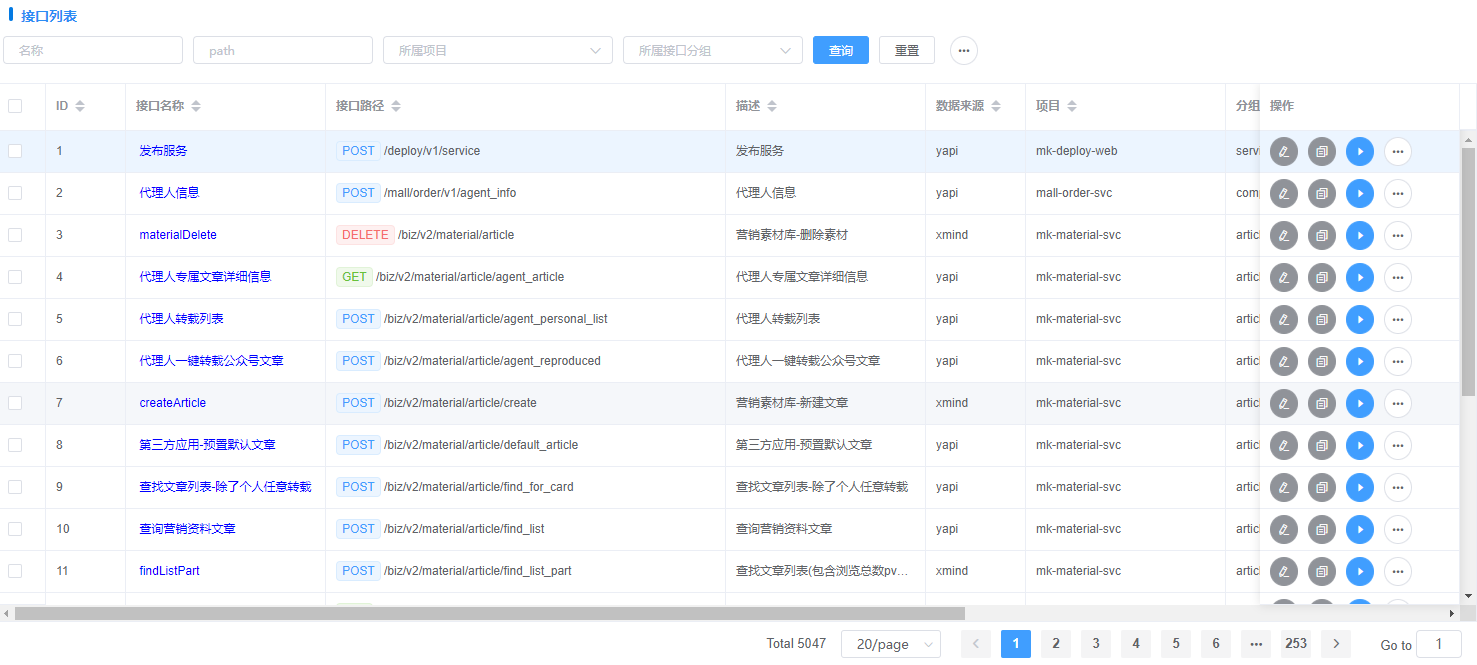 接口列表
名称 path 所属项目 所属接口分组 查询 重置
ID 接口名称 接口路径 描述 数据来源 项目 分组 操作
1 发布服务 POST /deploy/v1/service 发布服务 yapi mk-deploy-web servi
2 代理人信息 POST /mall/order/v1/agent_info 代理人信息 yapi mall-order-svc com
3 materialDelete DELETE /biz/v2/material/article 营销素材库-删除素材 xmind mk-material-svc artic
4 代理人专属文章详细信息 GET /biz/v2/material/article/agent_article 代理人专属文章详细信息 yapi mk-material-svc artic
5 代理人转载列表 POST /biz/v2/material/article/agent_personal_list 代理人转载列表 yapi mk-material-svc artic
6 代理人一键转载公众号文章 POST /biz/v2/material/article/agent_reproduced 代理人一键转载公众号文章 yapi mk-material-svc artic
7 createArticle POST /biz/v2/material/article/create 营销素材库-新建文章 xmind mk-material-svc artic
8 第三方应用-预置默认文章 POST /biz/v2/material/article/default_article 第三方应用-预置默认文章 yapi mk-material-svc artic
9 查找文章列表-除了个人任意转载 POST /biz/v2/material/article/find_for_card 查找文章列表-除了个人任意转载 yapi mk-material-svc artic
10 查询营销资料文章 POST /biz/v2/material/article/find_list 查询营销资料文章 yapi mk-material-svc artic
11 findListPart POST /biz/v2/material/article/find_list_part 查找文章列表(包含浏览总数pv... xmind mk-material-svc artic
Total 5047 20/page 1 2 3 4 5 6 ••• 253 Go to 1